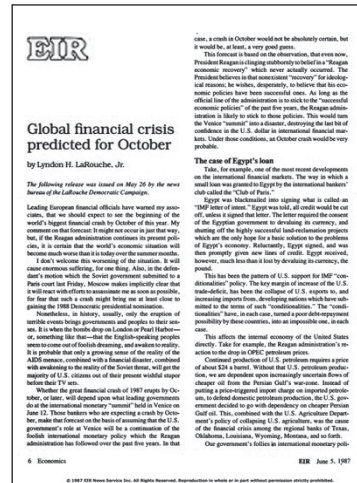 EIR
Global financial crisis
predicted for October
by Lyndon H. LaRouche, Jr.
The following release was issued on May 26 by the news
bureau of the LaRouche Democratic Campaign.
Leading European financial officials have warned my asso-
ciates, that we should expect to see the beginning of the
world's biggest financial crash by October of this year. My
comment on that forecast: It might not occur in just that way,
but, if the Reagan administration continues its present poli-
cies, it is certain that the world's economic situation will
become much worse than it is today over the summer months.
I don't welcome this worsening of the situation. It will
cause enormous suffering, for one thing. Also, in the defen-
dant's motion which the Soviet government submitted to a
Paris court last Friday, Moscow makes implicitly clear that
it will react with efforts to assassinate me as soon as possible,
for fear that such a crash might bring me at least close to
gaining the 1988 Democratic presidential nomination.
Nonetheless, in history, usually, only the eruption of
terrible events brings governments and peoples to their sen-
ses. It is when the bombs drop on London or Pearl Harbor—
or, something like that—that the English-speaking peoples
seem to come out of foolish dreaming, and awaken to reality.
It is probable that only a growing sense of the reality of the
AIDS menace, combined with a financial disaster, combined
with awakening to the reality of the Soviet threat, will get the
majority of U.S. citizens out of their present wishful stupor
before their TV sets.
Whether the great financial crash of 1987 erupts by Oc-
tober, or later, will depend upon what leading governments
do at the international monetary "summit" held in Venice on
June 12. Those bankers who are expecting a crash by Octo-
ber, make that forecast on the basis of assuming that the U.S.
government's role at Venice will be a continuation of the
foolish international monetary policy which the Reagan
administration has followed over the past five years. In that
case, a crash in October would not be absolutely certain, but
it would be, at least, a very good guess.
This forecast is based on the observation, that even now,
President Reagan is clinging stubbornly to belief in a "Reagan
economic recovery" which never actually occurred. The
President believes in that nonexistent "recovery" for ideolog-
ical reasons; he wishes, desperately, to believe that his eco-
nomic policies have been successful ones. As long as the
official line of the administration is to stick to the "successful
economic policies" of the past five years, the Reagan admin-
istration is likely to stick to those policies. This would turn
the Venice "summit" into a disaster, destroying the last bit of
confidence in the U.S. dollar in international financial mar-
kets. Under those conditions, an October crash would be very
probable.
The case of Egypt's loan
Take, for example, one of the most recent developments
on the international markets. The way in which a
small loan was granted to Egypt by the international bankers'
club called the "Club of Paris."
Egypt was blackmailed into signing what is called an
"IMF letter of intent." Egypt was told, all credit would be cut
off, unless it signed that letter. The letter required the consent
of the Egyptian government to devaluing its currency, and
shutting off the highly successful land-reclamation projects
which are the only hope for a basic solution to the problems
of Egypt's economy. Reluctantly, Egypt signed, and was
then promptly given new lines of credit. Egypt received,
however, much less than it lost by devaluing its currency, the
pound.
This has been the pattern of U.S. support for IMF "con-
ditionalities" policy. The key margin of increase of the U.S.
trade-deficit, has been the collapse of U.S. exports to, and
increasing imports from, developing nations which have sub-
mitted to the terms of such "conditionalities." The "condi-
tionalities" have, in each case, turned a poor debt-repayment
possibility by these countries, into an impossible one, in each
case.
This affects the internal economy of the United States
directly. Take for example, the Reagan administration's re-
action to the drop in OPEC petroleum prices.
Continued production of U.S. petroleum requires a price
of about $24 a barrel. Without that U.S. petroleum produc-
tion, we are dependent upon increasingly uncertain flows of
cheaper oil from the Persian Gulf's war-zone. Instead of
putting a price-triggered import charge on imported petrole-
um, to defend domestic petroleum production, the U.S. gov-
ernment decided to go with dependency on cheaper Persian
Gulf oil. This, combined with the U.S. Agriculture Depart-
ment's policy of collapsing U.S. agriculture, was the cause
of the financial crisis among the regional banks of Texas,
Oklahoma, Louisiana, Wyoming, Montana, and so forth.
Our government's follies in international monetary poli-
6 Economics
EIR June 5, 1987
© 1987 EIR News Service Inc. All Rights Reserved. Reproduction in whole or in part without permission strictly prohibited.